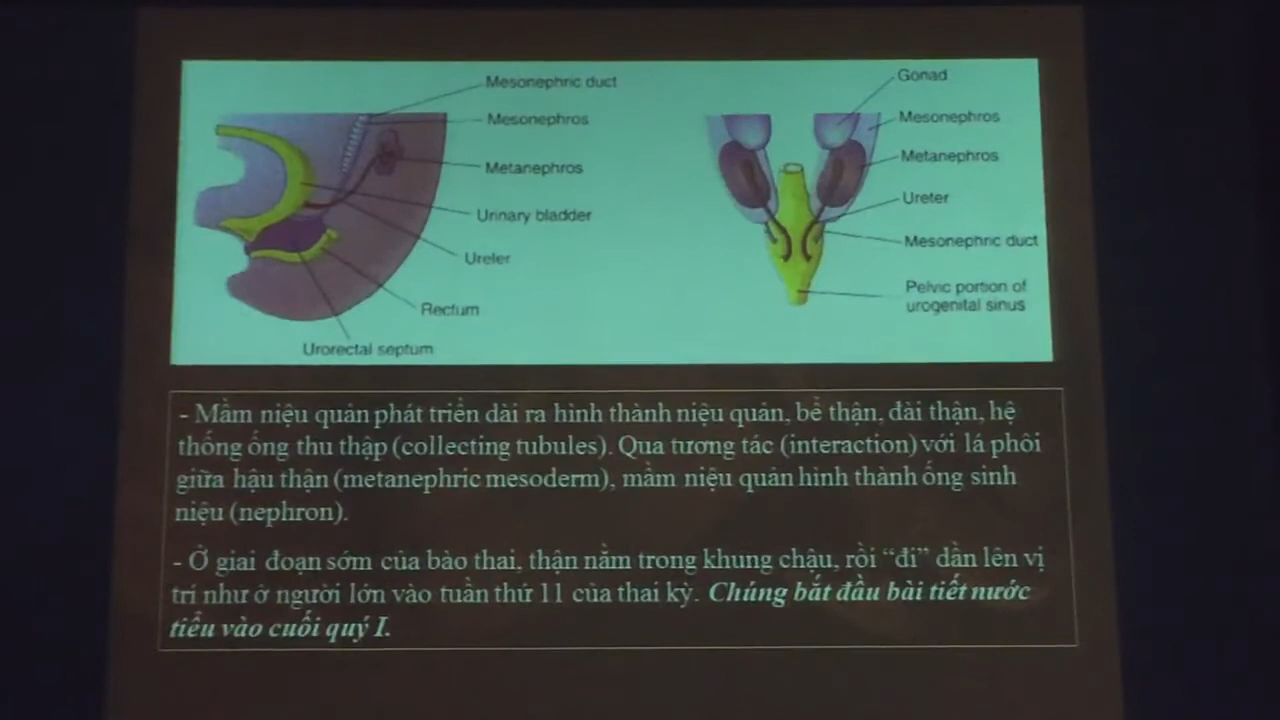 Mesonephric duct
Mesonephros
Metanephros
Urinary bladder
Ureler
Rectum
Urorectal septum
Gonad
Mesonephros
Metanephros
Ureter
Mesonephric duct
Pelvic portion of
urogenital sinus
- Mầm niệu quản phát triển dài ra hình thành niệu quản, bể thận, đài thận, hệ
thống ống thu thập (collecting tubules). Qua tương tác (interaction) với lá phôi
giữa hậu thận (metanephric mesoderm), mầm niệu quản hình thành ống sinh
niệu (nephron).
- Ở giai đoạn sớm của bào thai, thận nằm trong khung chậu, rồi “đi” dần lên vị
trí như ở người lớn vào tuần thứ 11 của thai kỳ. Chúng bắt đầu bài tiết nước
tiểu vào cuối quý I.